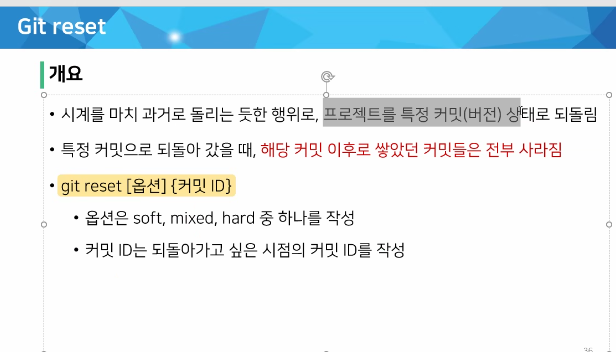 Git reset
개요
• 시계를 마치 과거로 돌리는 듯한 행위로, 프로젝트를 특정 커밋(버전) 상태로 되돌림
• 특정 커밋으로 되돌아 갔을 때, 해당 커밋 이후로 쌓았던 커밋들은 전부 사라짐
• git reset [옵션] {커밋 ID}
• 옵션은 soft, mixed, hard 중 하나를 작성
• 커밋 ID는 되돌아가고 싶은 시점의 커밋 ID를 작성